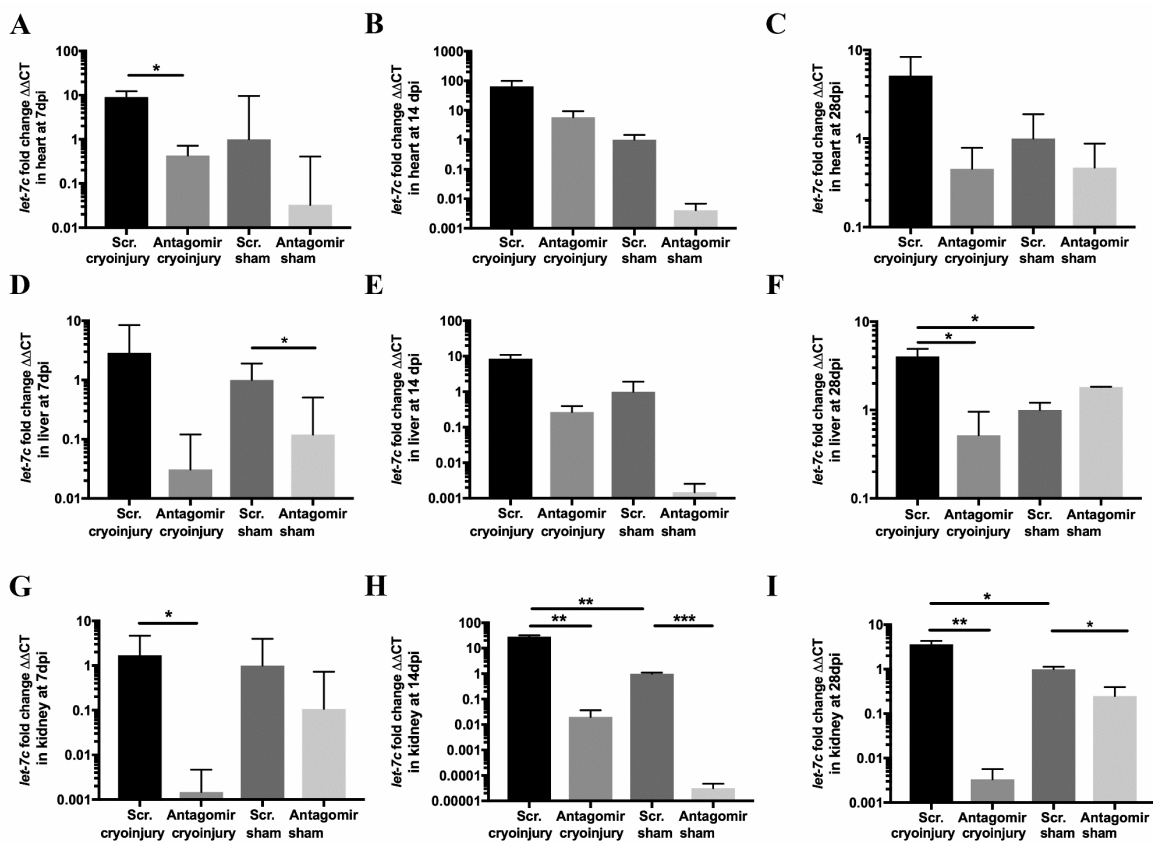 A
let-7c fold change ΔΔCT
in heart at 7dpi
100
10
1
0.1
0.01
*
Scr. Antagomir Scr. Antagomir
cryoinjury cryoinjury sham sham
B
let-7c fold change ΔΔCT
in heart at 14 dpi
1000
100
10
1
0.1
0.01
0.001
Scr. Antagomir Scr. Antagomir
cryoinjury cryoinjury sham sham
C
let-7c fold change ΔΔCT
in heart at 28dpi
10
1
0.1
Scr. Antagomir Scr. Antagomir
cryoinjury cryoinjury sham sham
D
let-7c fold change ΔΔCT
in liver at 7dpi
10
1
0.1
0.01
*
Scr. Antagomir Scr. Antagomir
cryoinjury cryoinjury sham sham
E
let-7c fold change ΔΔCT
in liver at 14 dpi
100
10
1
0.1
0.01
0.001
Scr. Antagomir Scr. Antagomir
cryoinjury cryoinjury sham sham
F
let-7c fold change ΔΔCT
in liver at 28dpi
10
1
0.1
*
*
Scr. Antagomir Scr. Antagomir
cryoinjury cryoinjury sham sham
G
let-7c fold change ΔΔCT
in kidney at 7dpi
10
1
0.1
0.01
0.001
*
Scr. Antagomir Scr. Antagomir
cryoinjury cryoinjury sham sham
H
let-7c fold change ΔΔCT
in kidney at 14dpi
100
10
1
0.1
0.01
0.001
0.0001
0.00001
**
** ***
Scr. Antagomir Scr. Antagomir
cryoinjury cryoinjury sham sham
I
let-7c fold change ΔΔCT
in kidney at 28dpi
10
1
0.1
0.01
0.001
*
** *
Scr. Antagomir Scr. Antagomir
cryoinjury cryoinjury sham sham